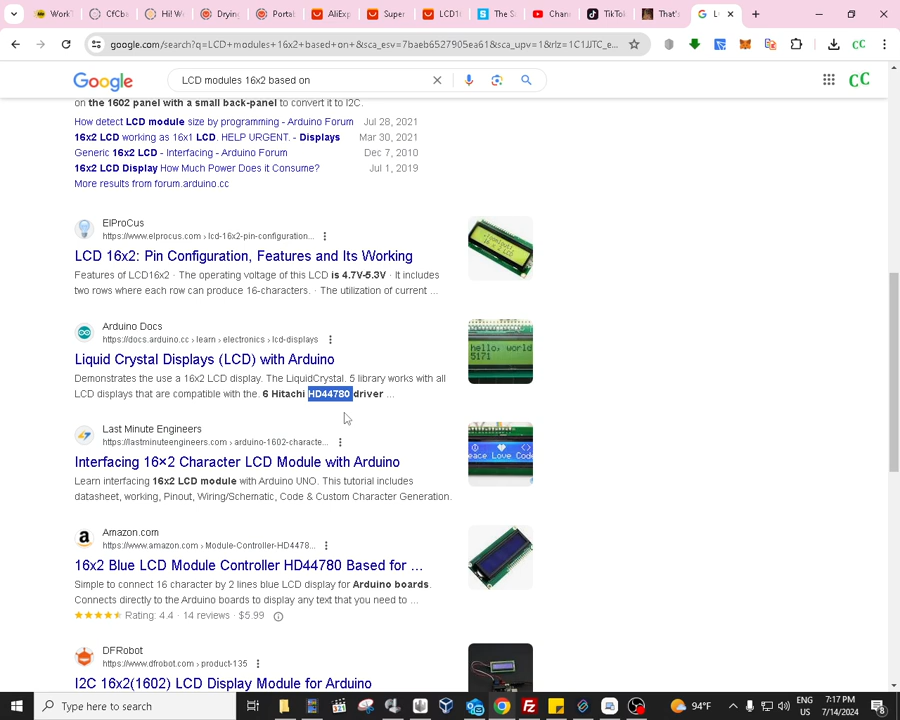 Work
CfCba
Hi! W
Drying
Portal
AliExp
Super
LCD1
The S
Chan
TikTo
That's
L
google.com/search?q=LCD+modules+16x2+based+on+&sca_esv=7baeb6527905ea61&sca_upv=1&rlz=1C1JJTC_e...
CC
Google
LCD modules 16x2 based on
CC
on the 1602 panel with a small back-panel to convert it to I2C.
How detect LCD module size by programming - Arduino Forum Jul 28, 2021
16x2 LCD working as 16x1 LCD. HELP URGENT. - Displays Mar 30, 2021
Generic 16x2 LCD - Interfacing - Arduino Forum Dec 7, 2010
16x2 LCD Display How Much Power Does it Consume? Jul 1, 2019
More results from forum.arduino.cc
ElProCus
https://www.elprocus.com › lcd-16x2-pin-configuration...
LCD 16x2: Pin Configuration, Features and Its Working
Features of LCD16x2 · The operating voltage of this LCD is 4.7V-5.3V · It includes
two rows where each row can produce 16-characters. · The utilization of current ...
Arduino Docs
https://docs.arduino.cc › learn › electronics › lcd-displays
Liquid Crystal Displays (LCD) with Arduino
Demonstrates the use a 16x2 LCD display. The LiquidCrystal. 5 library works with all
LCD displays that are compatible with the. 6 Hitachi HD44780 driver ...
hello, world
5171
Last Minute Engineers
https://lastminuteengineers.com › arduino-1602-characte...
Interfacing 16×2 Character LCD Module with Arduino
Learn interfacing 16x2 LCD module with Arduino UNO. This tutorial includes
datasheet, working, Pinout, Wiring/Schematic, Code & Custom Character Generation.
eace Love Code
Amazon.com
https://www.amazon.com › Module-Controller-HD4478...
16x2 Blue LCD Module Controller HD44780 Based for ...
Simple to connect 16 character by 2 lines blue LCD display for Arduino boards.
Connects directly to the Arduino boards to display any text that you need to ...
Rating: 4.4 · 14 reviews · $5.99
DFRobot
https://www.dfrobot.com › product-135
I2C 16x2(1602) LCD Display Module for Arduino
Type here to search
94°F
ENG
US
7:17 PM
7/14/2024
8